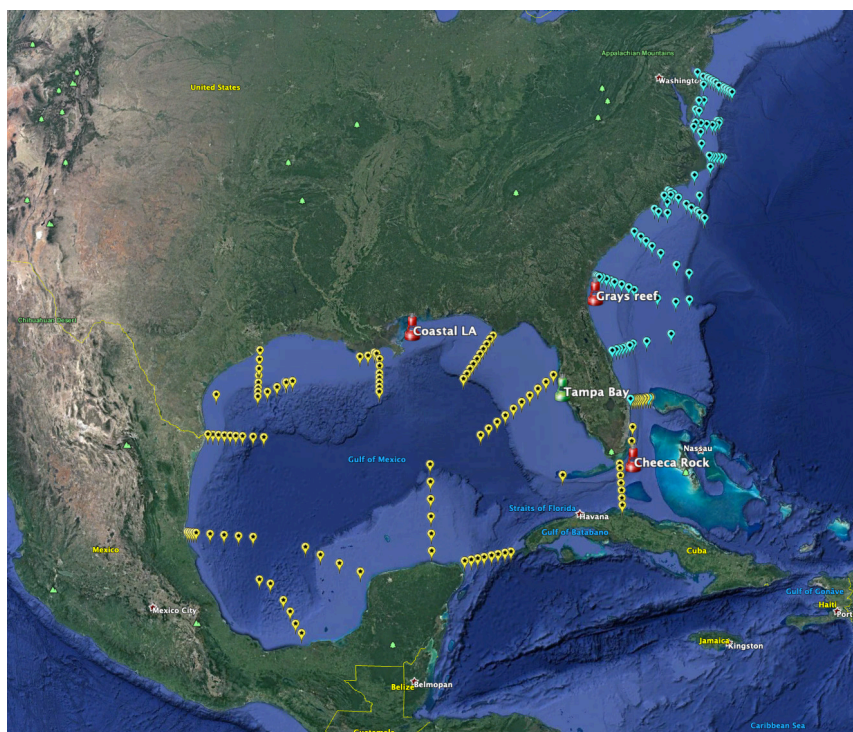 Appalachian Mountains
Washington
United States
Grays reef
Chihuahuan Desert
Coastal LA
Tampa Bay
Nassau
Gulf of Mexico
Cheeca Rock
Straits of Florida
Havana
Gulf of Batabano
Mexico
Cuba
Gulf of Gonave
Haiti
Mexico City
Port
Jamaica
Kingston
Belize
Belmopan
Caribbean Sea
Guatemala